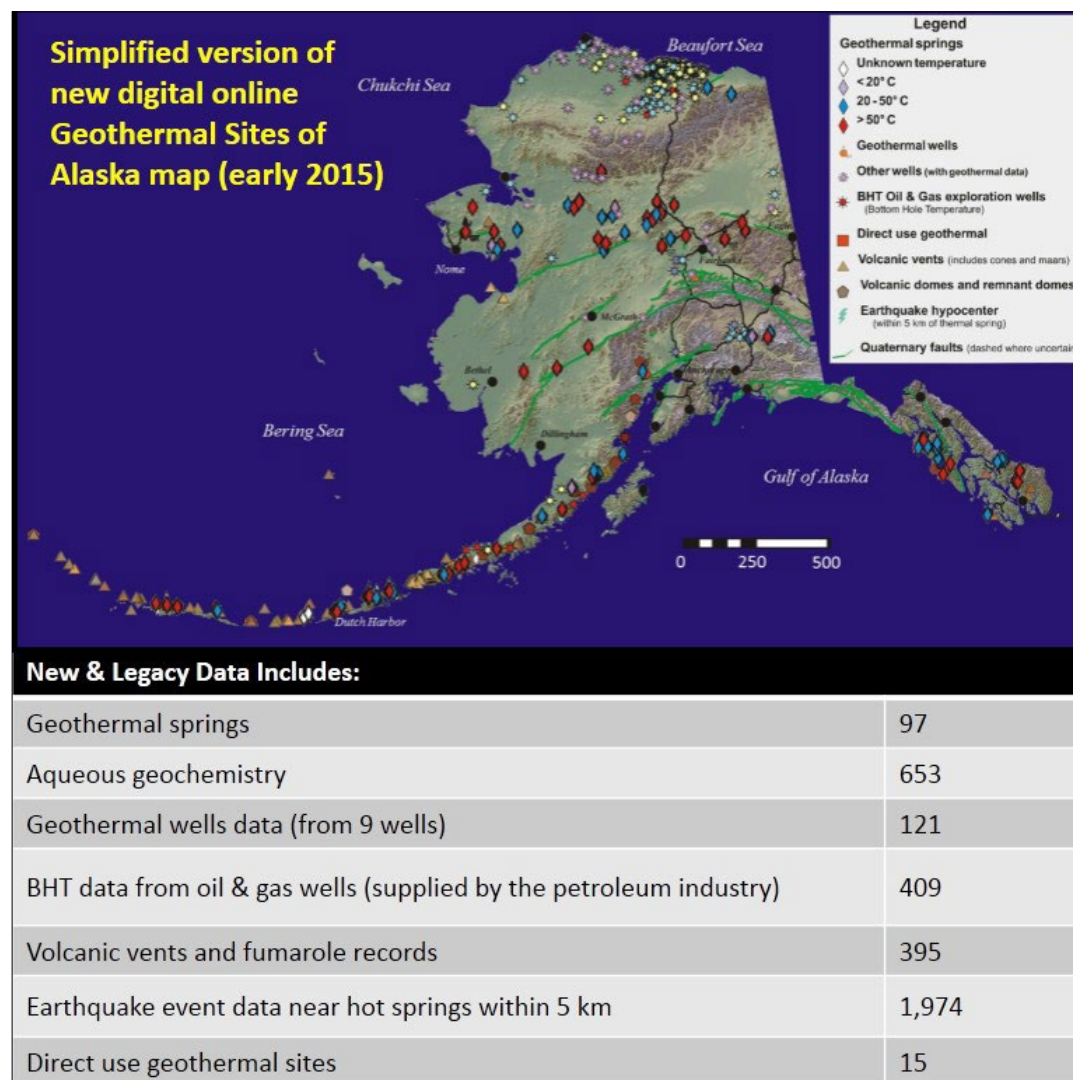 Simplified version of
new digital online
Geothermal Sites of
Alaska map (early 2015)
Beaufort Sea
Chukchi Sea
Legend
Geothermal springs
Unknown temperature
< 20° C
20 - 50° C
> 50° C
Geothermal wells
Other wells (with geothermal data)
BHT Oil & Gas exploration wells
(Bottom Hole Temperature)
Direct use geothermal
Volcanic vents (includes cones and maars)
Volcanic domes and remnant domes
Earthquake hypocenter
(within 5 km of thermal spring)
Quaternary faults (dashed where uncertain
Nome
Fairbanks
McGrath
Bethel
Anchorage
Dillingham
Bering Sea
Gulf of Alaska
0 250 500
Dutch Harbor
New & Legacy Data Includes:
Geothermal springs 97
Aqueous geochemistry 653
Geothermal wells data (from 9 wells) 121
BHT data from oil & gas wells (supplied by the petroleum industry) 409
Volcanic vents and fumarole records 395
Earthquake event data near hot springs within 5 km 1,974
Direct use geothermal sites 15